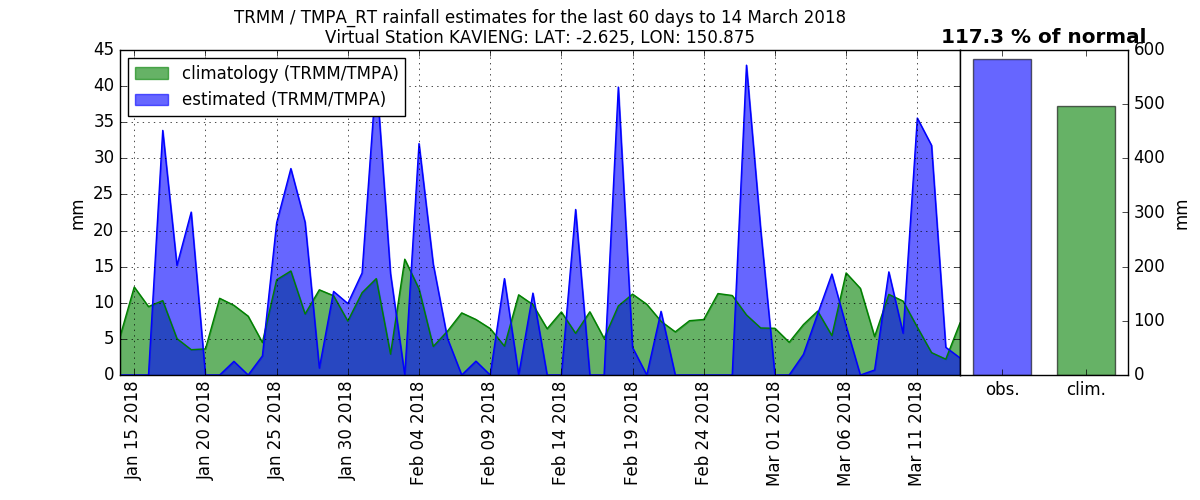 TRMM / TMPA_RT rainfall estimates for the last 60 days to 14 March 2018
Virtual Station KAVIENG: LAT: -2.625, LON: 150.875
117.3 % of normal
climatology (TRMM/TMPA)
estimated (TRMM/TMPA)
45
40
35
30
25
20
15
10
5
0
mm
Jan 15 2018
Jan 20 2018
Jan 25 2018
Jan 30 2018
Feb 04 2018
Feb 09 2018
Feb 14 2018
Feb 19 2018
Feb 24 2018
Mar 01 2018
Mar 06 2018
Mar 11 2018
obs.
clim.
600
500
400
300
200
100
0
mm